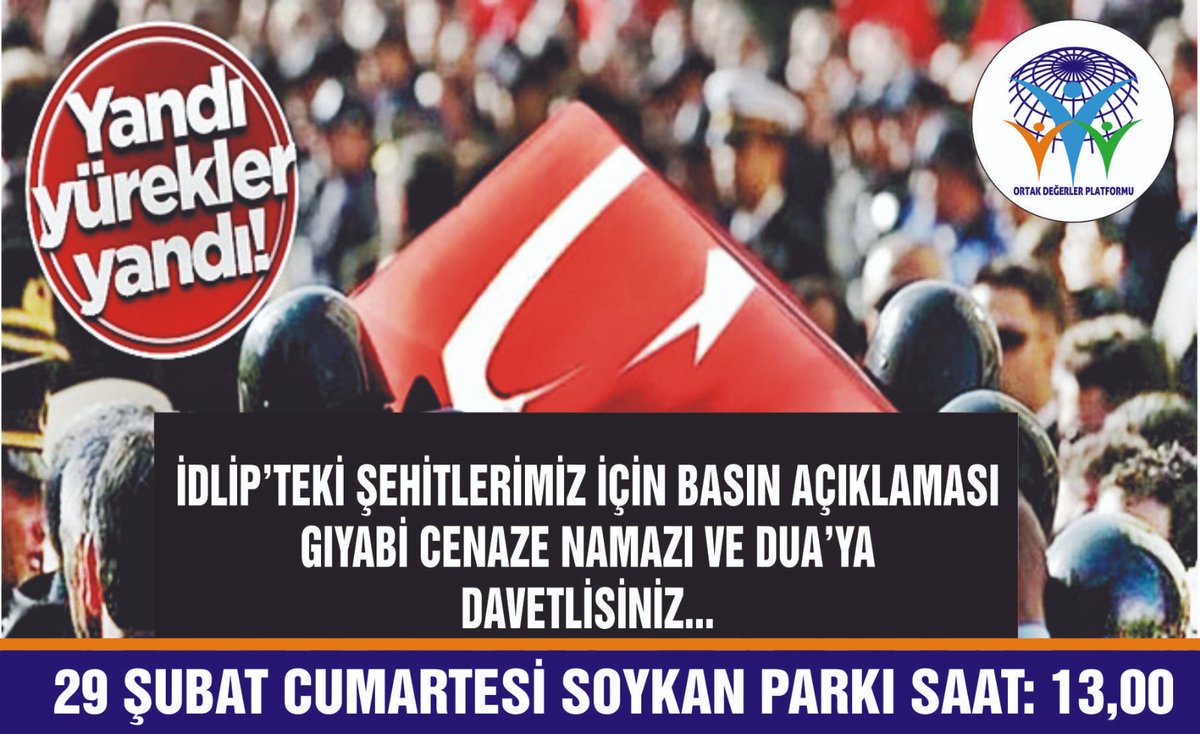 Yandı
yürekler
yandı!
ORTAK DEĞERLER PLATFORMU
İDLİP’TEKİ ŞEHİTLERİMİZ İÇİN BASIN AÇIKLAMASI
GIYABİ CENAZE NAMAZI VE DUA’YA
DAVETLİSİNİZ...
29 ŞUBAT CUMARTESİ SOYKAN PARKI SAAT: 13,00